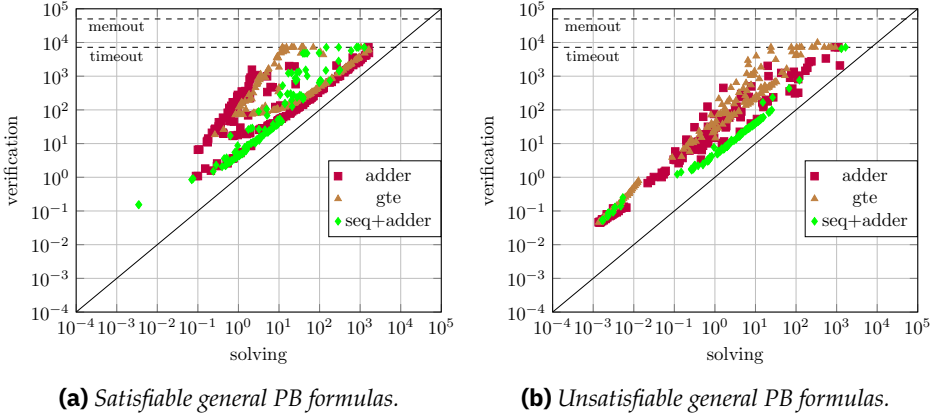 10^5
10^4
10^3
10^2
10^1
10^0
10^−1
10^−2
10^−3
10^−4
verification
memout
timeout
adder
gte
seq+adder
10^−4 10^−3 10^−2 10^−1 10^0 10^1 10^2 10^3 10^4 10^5
solving
(a) Satisfiable general PB formulas.
10^5
10^4
10^3
10^2
10^1
10^0
10^−1
10^−2
10^−3
10^−4
verification
memout
timeout
adder
gte
seq+adder
10^−4 10^−3 10^−2 10^−1 10^0 10^1 10^2 10^3 10^4 10^5
solving
(b) Unsatisfiable general PB formulas.